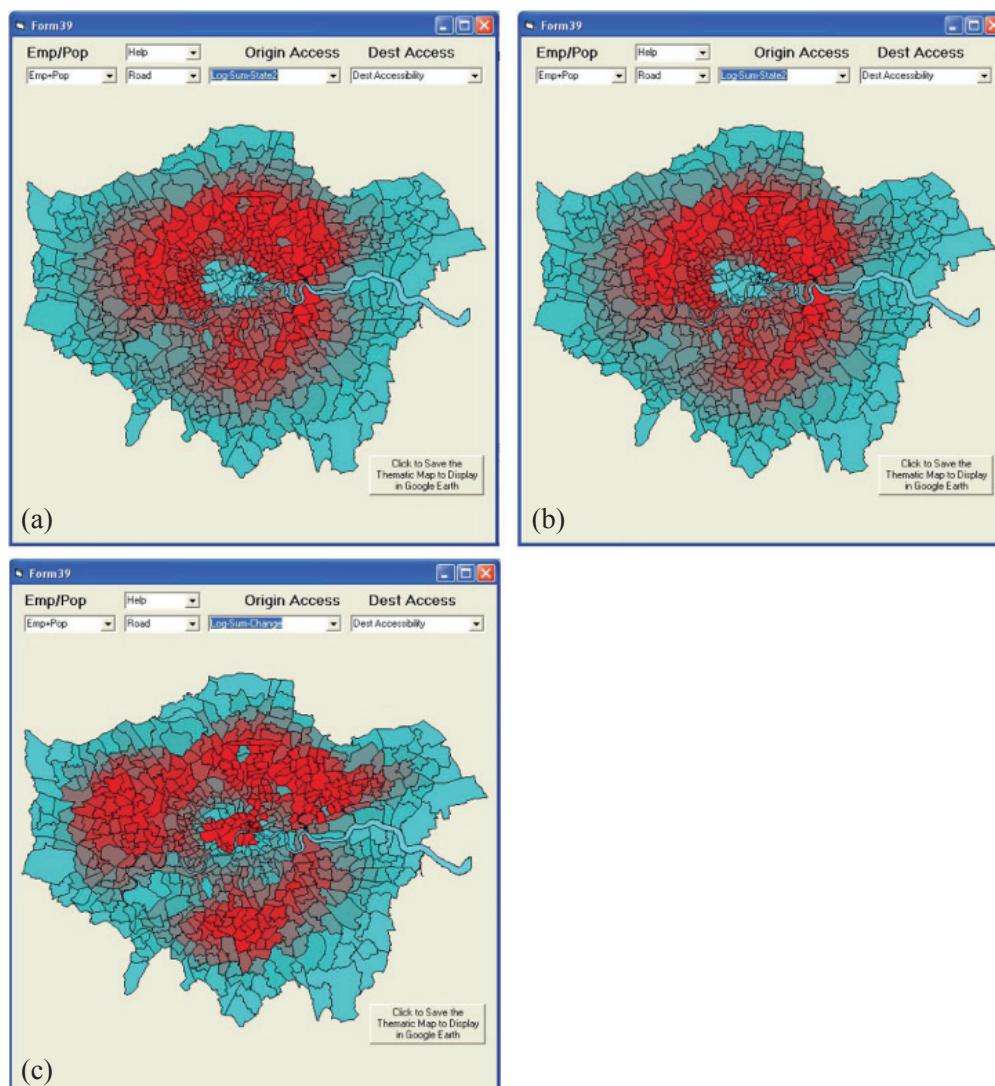 Form39
Emp/Pop Help Origin Access Dest Access
Emp+Pop Road Log-Sum-State2 Dest Accessibility
Click to Save the
Thematic Map to Display
in Google Earth
(a)
Form39
Emp/Pop Help Origin Access Dest Access
Emp+Pop Road Log-Sum-State2 Dest Accessibility
Click to Save the
Thematic Map to Display
in Google Earth
(b)
Form39
Emp/Pop Help Origin Access Dest Access
Emp+Pop Road Log-Sum-Change Dest Accessibility
Click to Save the
Thematic Map to Display
in Google Earth
(c)